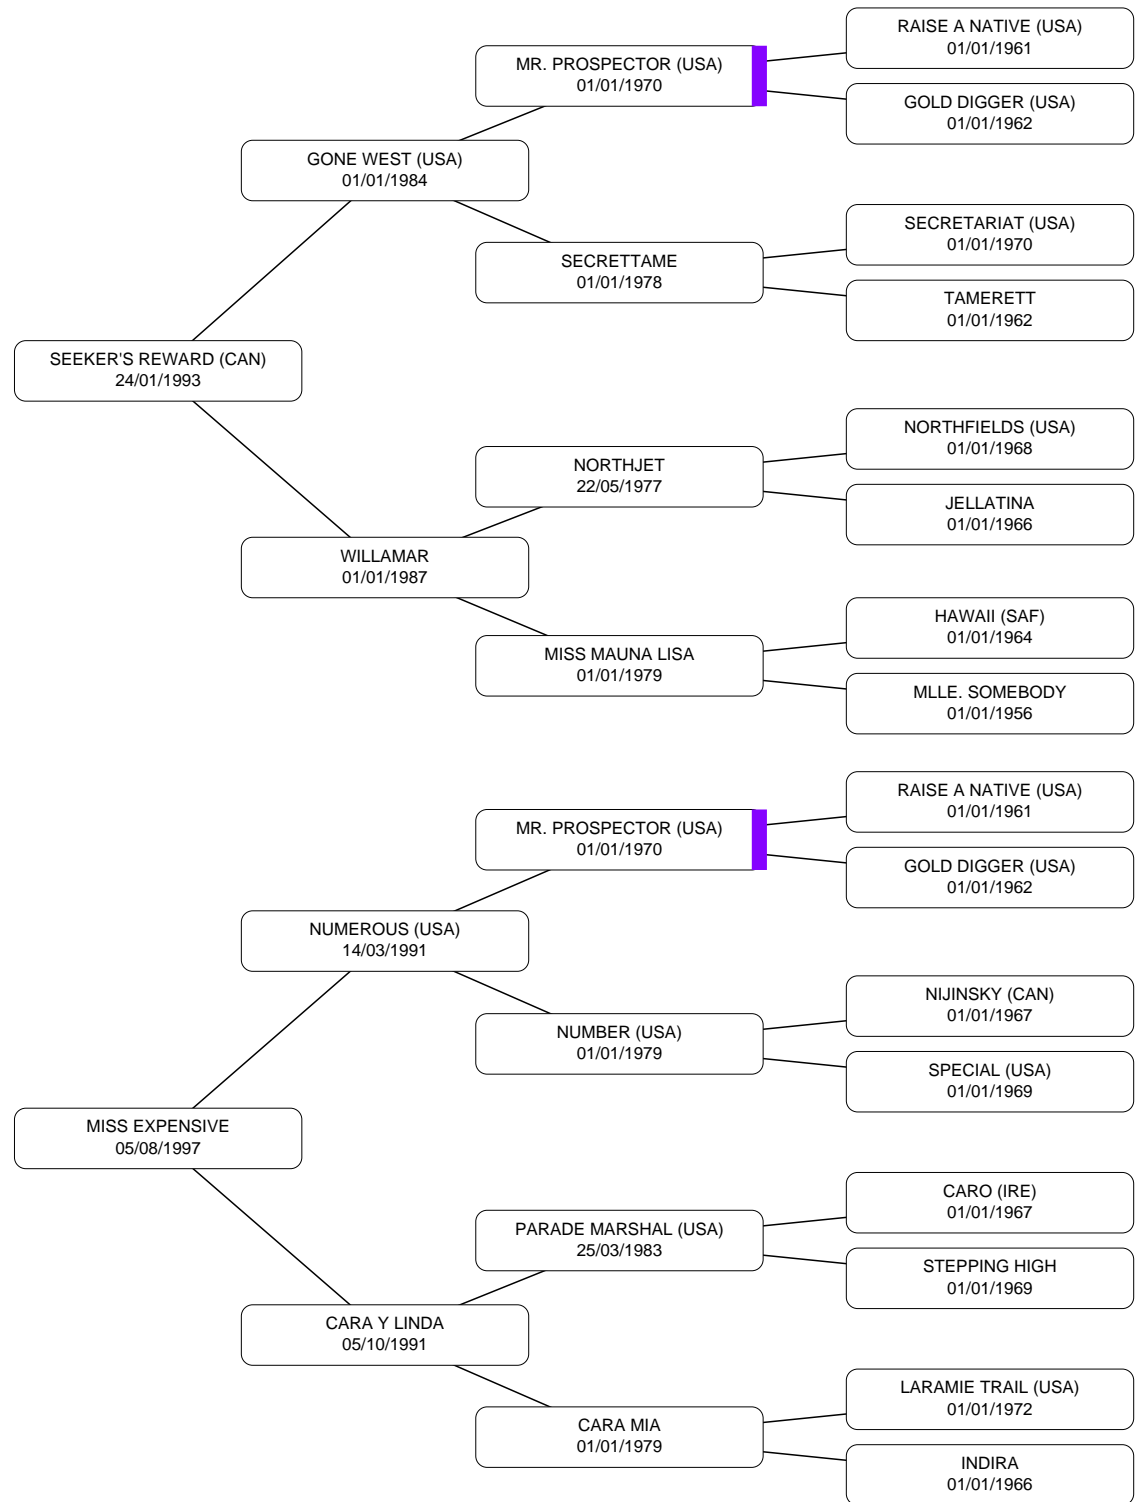 RAISE A NATIVE (USA)
01/01/1961
MR. PROSPECTOR (USA)
01/01/1970
GOLD DIGGER (USA)
01/01/1962
GONE WEST (USA)
01/01/1984
SECRETARIAT (USA)
01/01/1970
SECRETTAME
01/01/1978
TAMERETT
01/01/1962
SEEKER'S REWARD (CAN)
24/01/1993
NORTHFIELDS (USA)
01/01/1968
NORTHJET
22/05/1977
JELLATINA
01/01/1966
WILLAMAR
01/01/1987
HAWAII (SAF)
01/01/1964
MISS MAUNA LISA
01/01/1979
MLLE. SOMEBODY
01/01/1956
RAISE A NATIVE (USA)
01/01/1961
MR. PROSPECTOR (USA)
01/01/1970
GOLD DIGGER (USA)
01/01/1962
NUMEROUS (USA)
14/03/1991
NIJINSKY (CAN)
01/01/1967
NUMBER (USA)
01/01/1979
SPECIAL (USA)
01/01/1969
MISS EXPENSIVE
05/08/1997
CARO (IRE)
01/01/1967
PARADE MARSHAL (USA)
25/03/1983
STEPPING HIGH
01/01/1969
CARA Y LINDA
05/10/1991
LARAMIE TRAIL (USA)
01/01/1972
CARA MIA
01/01/1979
INDIRA
01/01/1966